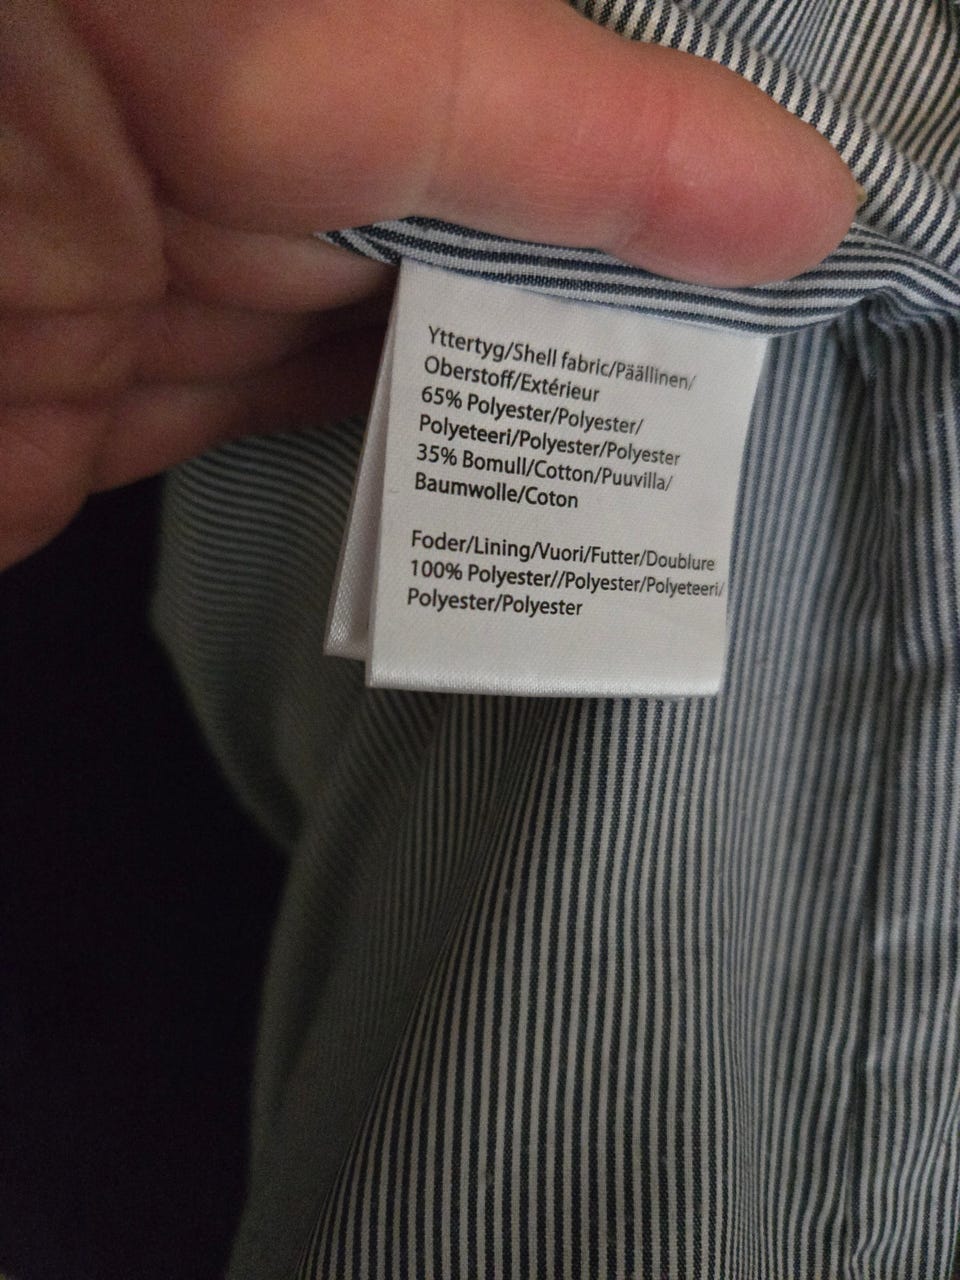 Yttertyg/Shell fabric/Päällinen/
Oberstoff/Extérieur
65% Polyester/Polyester/
Polyeteeri/Polyester/Polyester
35% Bomull/Cotton/Puuvilla/
Baumwolle/Coton
Foder/Lining/Vuori/Futter/Doublure
100% Polyester//Polyester/Polyeteeri/
Polyester/Polyester